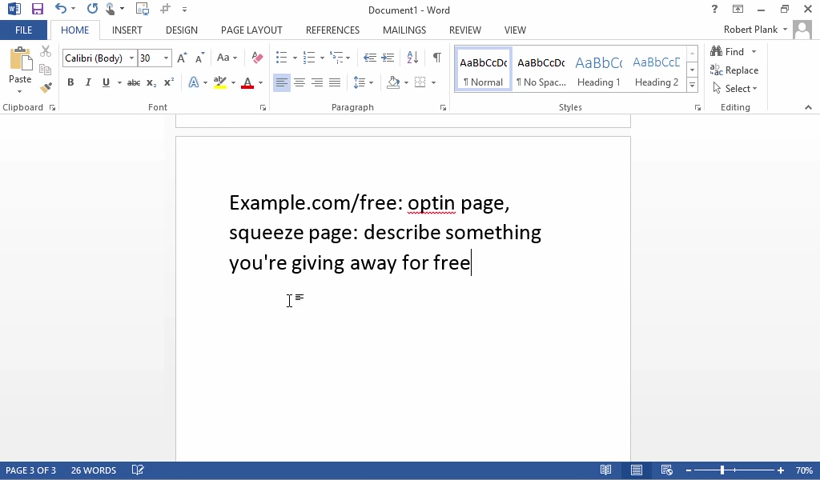 Document1 - Word
FILE HOME INSERT DESIGN PAGE LAYOUT REFERENCES MAILINGS REVIEW VIEW Robert Plank
Paste
Calibri (Body) 30
Clipboard Font Paragraph Styles Editing
AaBbCcDc AaBbCcDc AaBbCc AaBbCcD
¶ Normal ¶ No Spac... Heading 1 Heading 2
Find
Replace
Select
Example.com/free: optin page,
squeeze page: describe something
you're giving away for free
PAGE 3 OF 3 26 WORDS 70%